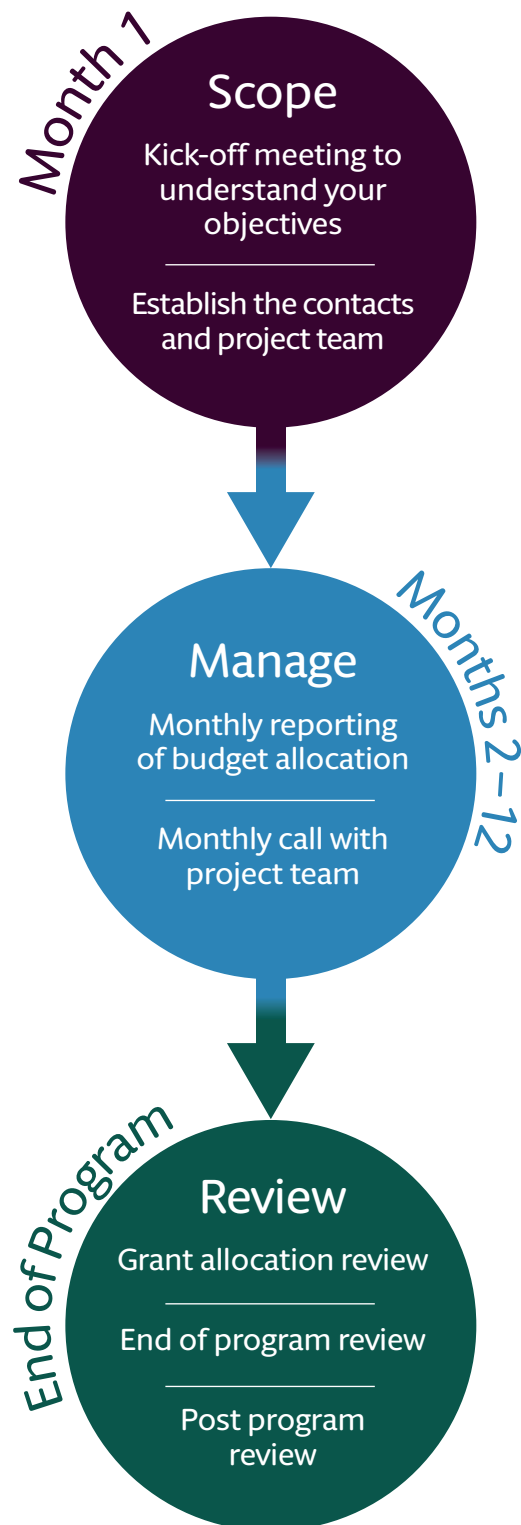 Month 1
Scope
Kick-off meeting to
understand your
objectives
Establish the contacts
and project team
Months 2–12
Manage
Monthly reporting
of budget allocation
Monthly call with
project team
End of Program
Review
Grant allocation review
End of program review
Post program
review